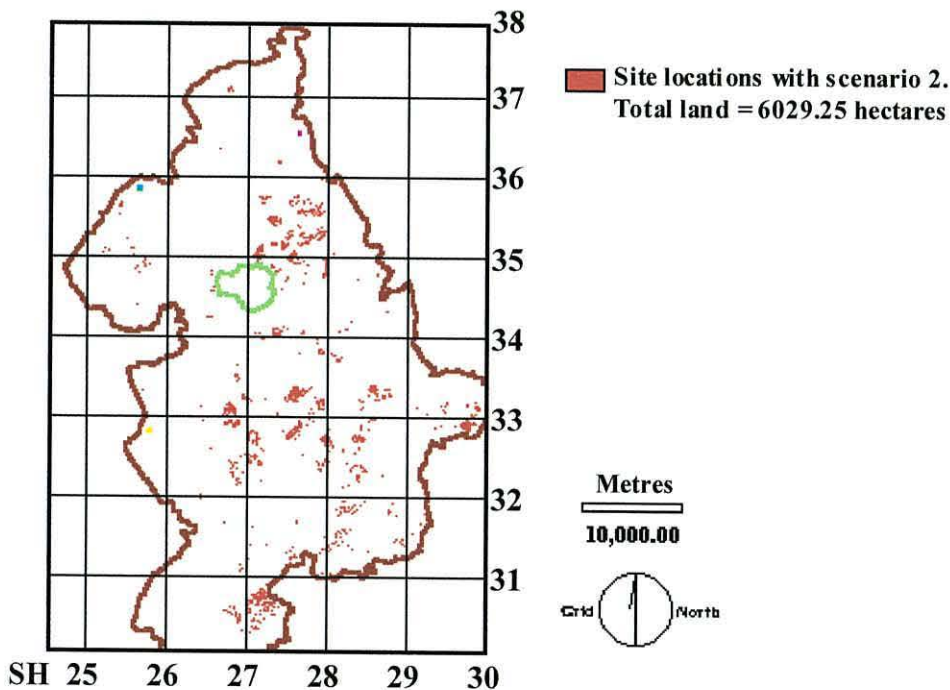 38
Site locations with scenario 2.
Total land = 6029.25 hectares
37
36
35
34
33
32
31
Metres
10,000.00
Grid North
SH 25 26 27 28 29 30